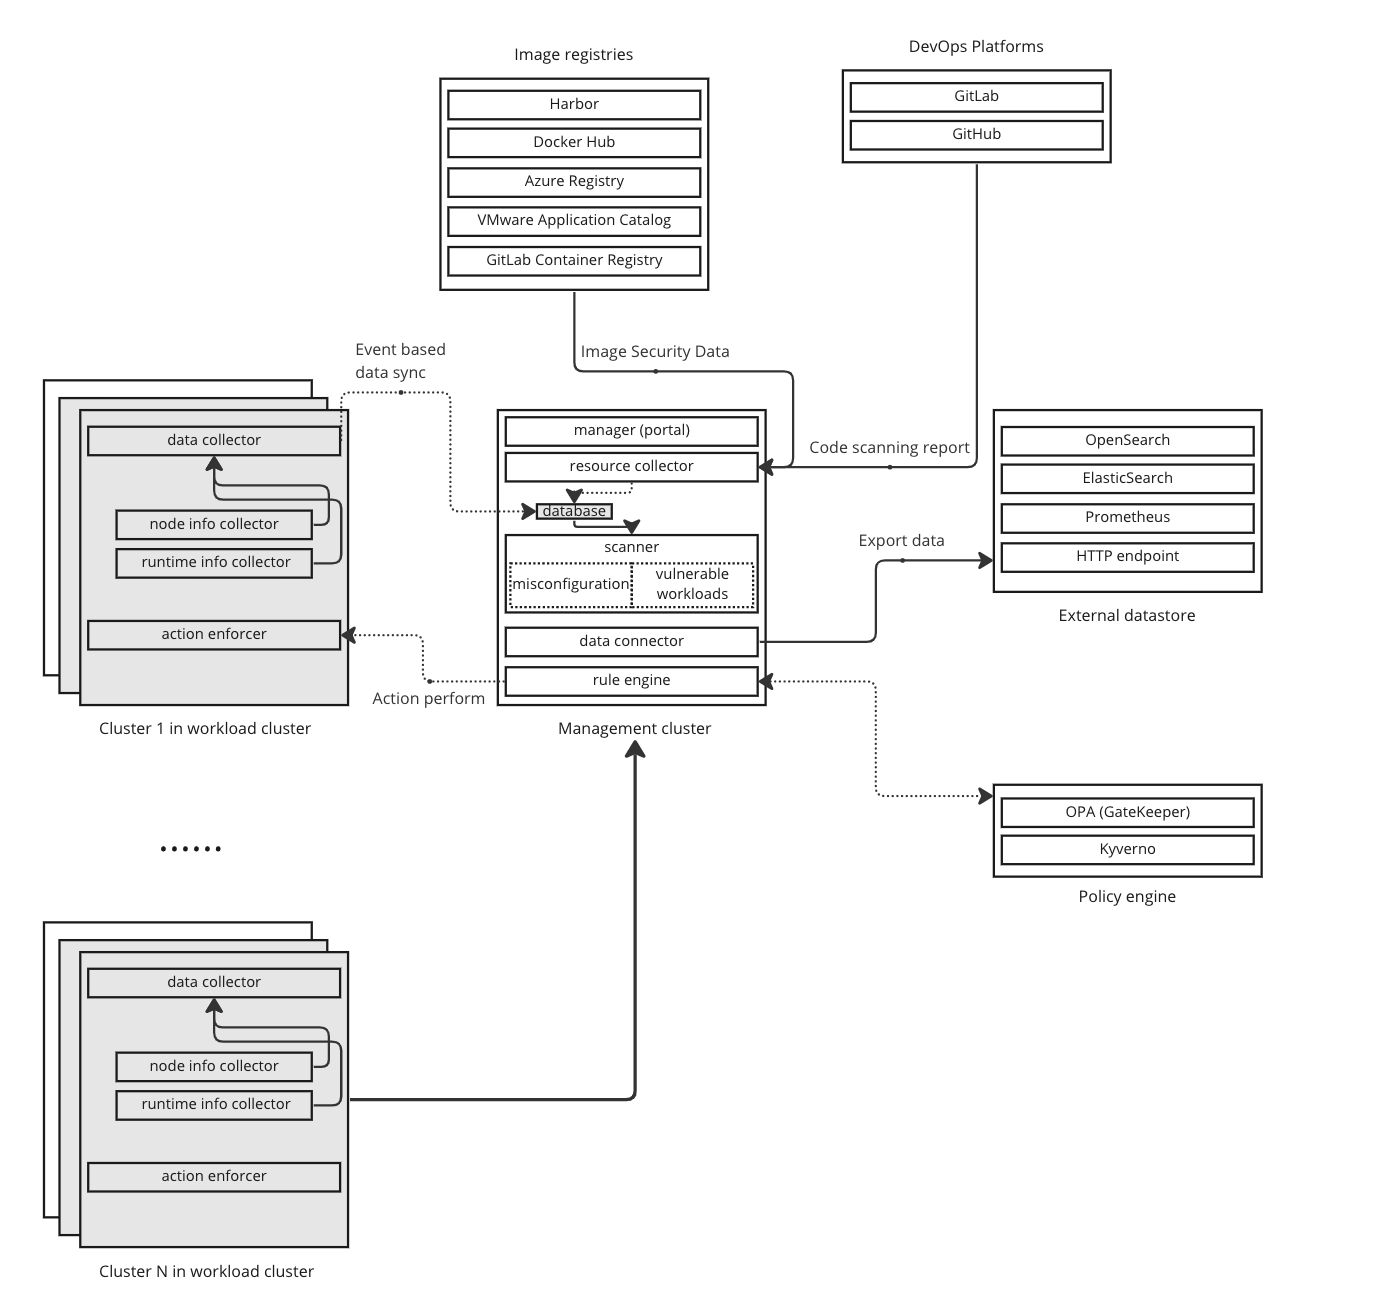 Image registries
Harbor
Docker Hub
Azure Registry
VMware Application Catalog
GitLab Container Registry
DevOps Platforms
GitLab
GitHub
Image Security Data
Code scanning report
Event based
data sync
data collector
node info collector
runtime info collector
action enforcer
Cluster 1 in workload cluster
Action perform
manager (portal)
resource collector
database
scanner
misconfiguration
vulnerable
workloads
data connector
rule engine
Management cluster
Export data
OpenSearch
ElasticSearch
Prometheus
HTTP endpoint
External datastore
OPA (GateKeeper)
Kyverno
Policy engine
......
data collector
node info collector
runtime info collector
action enforcer
Cluster N in workload cluster